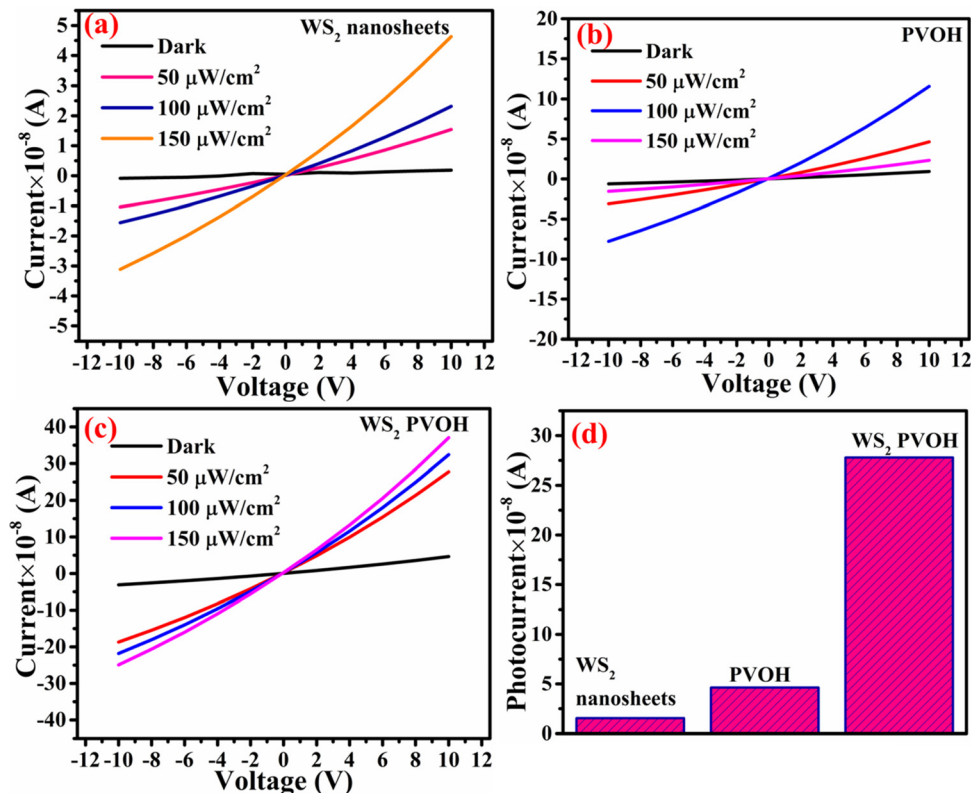 (a)
WS₂ nanosheets
Dark
50 μW/cm²
100 μW/cm²
150 μW/cm²
Current×10⁻⁸ (A)
5
4
3
2
1
0
-1
-2
-3
-4
-5
-12 -10 -8 -6 -4 -2 0 2 4 6 8 10 12
Voltage (V)
(b)
PVOH
Dark
50 μW/cm²
100 μW/cm²
150 μW/cm²
Current×10⁻⁸ (A)
20
15
10
5
0
-5
-10
-15
-20
-12 -10 -8 -6 -4 -2 0 2 4 6 8 10 12
Voltage (V)
(c)
WS₂ PVOH
Dark
50 μW/cm²
100 μW/cm²
150 μW/cm²
Current×10⁻⁸ (A)
40
30
20
10
0
-10
-20
-30
-40
-12 -10 -8 -6 -4 -2 0 2 4 6 8 10 12
Voltage (V)
(d)
WS₂ PVOH
PVOH
WS₂
nanosheets
Photocurrent×10⁻⁸ (A)
30
25
20
15
10
5
0